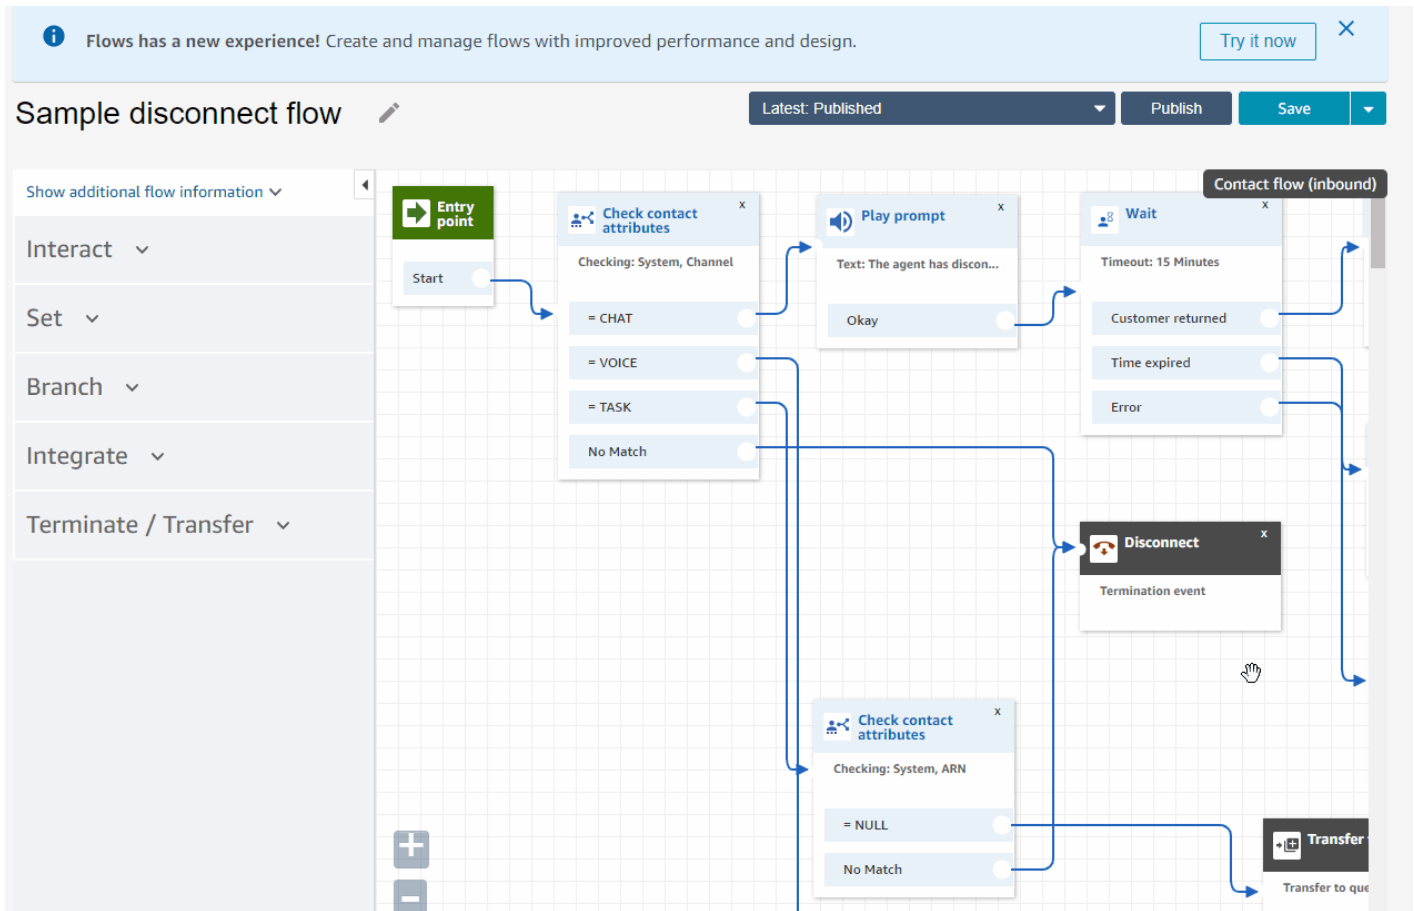 Flows has a new experience! Create and manage flows with improved performance and design.
Try it now
Sample disconnect flow
Latest: Published
Publish
Save
Show additional flow information
Contact flow (inbound)
Interact
Set
Branch
Integrate
Terminate / Transfer
Entry
point
Start
Check contact
attributes
x
Checking: System, Channel
= CHAT
= VOICE
= TASK
No Match
Play prompt
x
Text: The agent has discon...
Okay
Wait
x
Timeout: 15 Minutes
Customer returned
Time expired
Error
Disconnect
x
Termination event
Check contact
attributes
x
Checking: System, ARN
= NULL
No Match
Transfer
Transfer to que
+
−